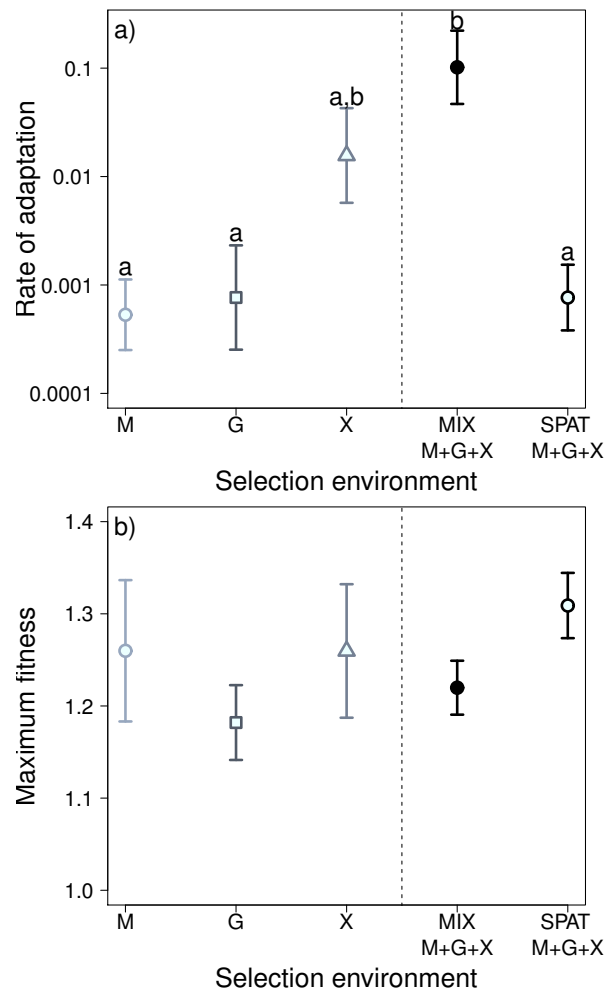 a)
b
0.1
a,b
0.01
a
a
a
0.001
0.0001
Rate of adaptation
M G X MIX SPAT
M+G+X M+G+X
Selection environment
b)
1.4
1.3
1.2
1.1
1.0
Maximum fitness
M G X MIX SPAT
M+G+X M+G+X
Selection environment